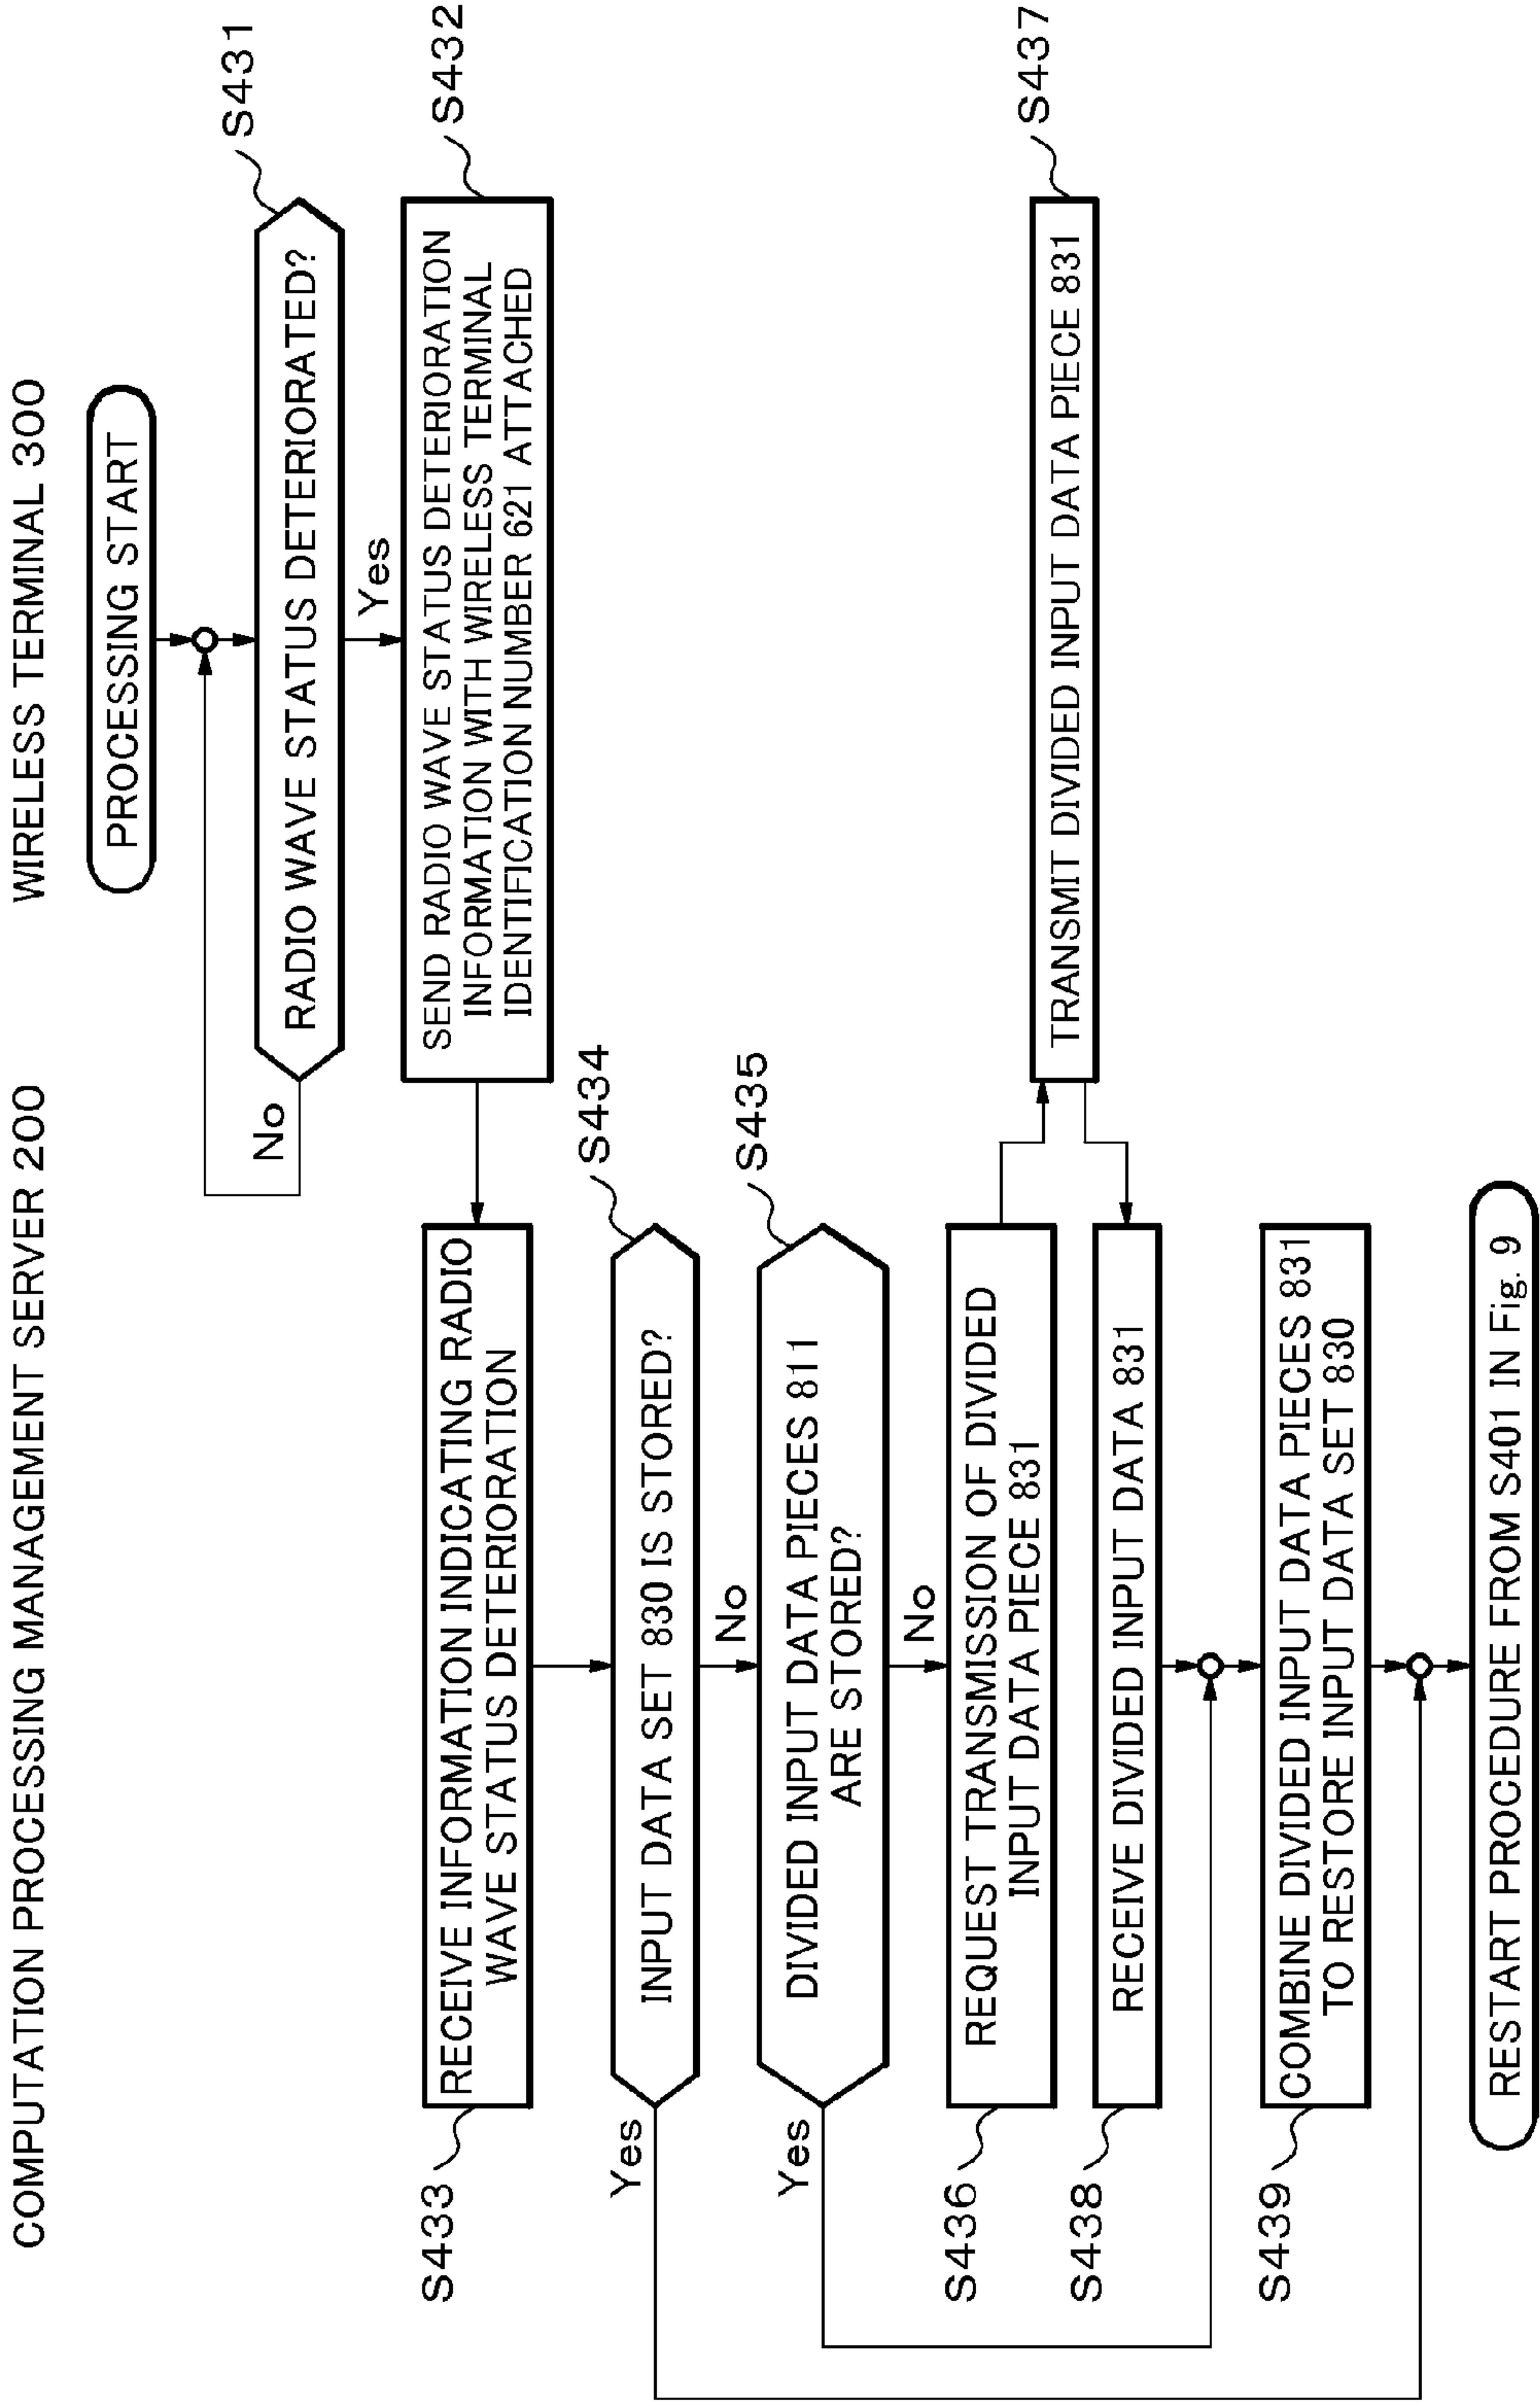 COMPUTATION PROCESSING MANAGEMENT SERVER 200
WIRELESS TERMINAL 300
PROCESSING START
S431
RADIO WAVE STATUS DETERIORATED?
No
Yes
S432
SEND RADIO WAVE STATUS DETERIORATION
INFORMATION WITH WIRELESS TERMINAL
IDENTIFICATION NUMBER 621 ATTACHED
S433
RECEIVE INFORMATION INDICATING RADIO
WAVE STATUS DETERIORATION
S434
INPUT DATA SET 830 IS STORED?
Yes
No
S435
DIVIDED INPUT DATA PIECES 811
ARE STORED?
Yes
No
S436
REQUEST TRANSMISSION OF DIVIDED
INPUT DATA PIECE 831
S437
TRANSMIT DIVIDED INPUT DATA PIECE 831
S438
RECEIVE DIVIDED INPUT DATA 831
S439
COMBINE DIVIDED INPUT DATA PIECES 831
TO RESTORE INPUT DATA SET 830
RESTART PROCEDURE FROM S401 IN Fig. 9